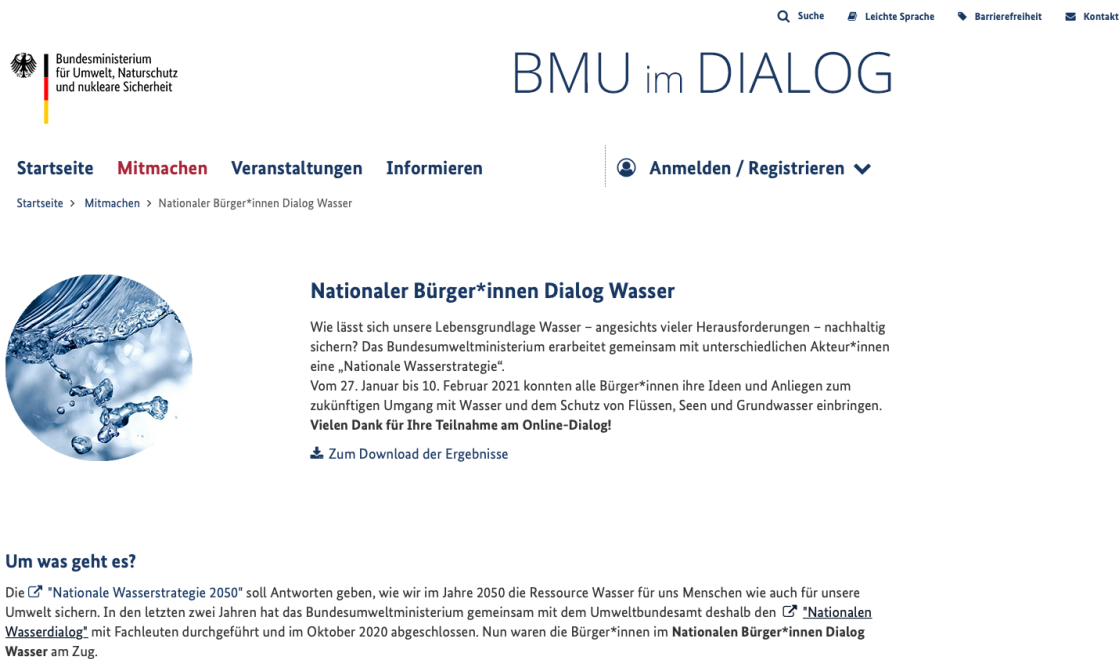 Suche Leichte Sprache Barrierefreiheit Kontakt
Bundesministerium
für Umwelt, Naturschutz
und nukleare Sicherheit
BMU im DIALOG
Startseite Mitmachen Veranstaltungen Informieren Anmelden / Registrieren
Startseite > Mitmachen > Nationaler Bürger*innen Dialog Wasser
Nationaler Bürger*innen Dialog Wasser
Wie lässt sich unsere Lebensgrundlage Wasser – angesichts vieler Herausforderungen – nachhaltig
sichern? Das Bundesumweltministerium erarbeitet gemeinsam mit unterschiedlichen Akteur*innen
eine „Nationale Wasserstrategie“.
Vom 27. Januar bis 10. Februar 2021 konnten alle Bürger*innen ihre Ideen und Anliegen zum
zukünftigen Umgang mit Wasser und dem Schutz von Flüssen, Seen und Grundwasser einbringen.
Vielen Dank für Ihre Teilnahme am Online-Dialog!
Zum Download der Ergebnisse
Um was geht es?
Die "Nationale Wasserstrategie 2050" soll Antworten geben, wie wir im Jahre 2050 die Ressource Wasser für uns Menschen wie auch für unsere
Umwelt sichern. In den letzten zwei Jahren hat das Bundesumweltministerium gemeinsam mit dem Umweltbundesamt deshalb den "Nationalen
Wasserdialog" mit Fachleuten durchgeführt und im Oktober 2020 abgeschlossen. Nun waren die Bürger*innen im Nationalen Bürger*innen Dialog
Wasser am Zug.